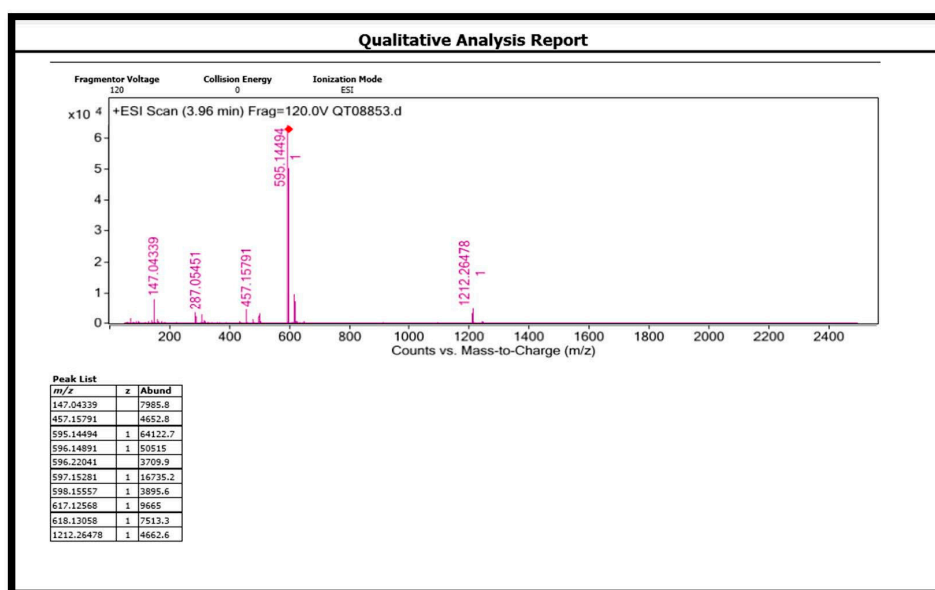 Qualitative Analysis Report
Fragmentor Voltage Collision Energy Ionization Mode
120 0 ESI
x10 4 +ESI Scan (3.96 min) Frag=120.0V QT08853.d
6
5
4
3
2
1
0
147.04339
287.05451
457.15791
595.14494
1
1212.26478
1
200 400 600 800 1000 1200 1400 1600 1800 2000 2200 2400
Counts vs. Mass-to-Charge (m/z)
Peak List
m/z z Abund
147.04339 7985.8
457.15791 4652.8
595.14494 1 64122.7
596.14891 1 50515
596.22041 3709.9
597.15281 1 16735.2
598.15557 1 3895.6
617.12568 1 9665
618.13058 1 7513.3
1212.26478 1 4662.6